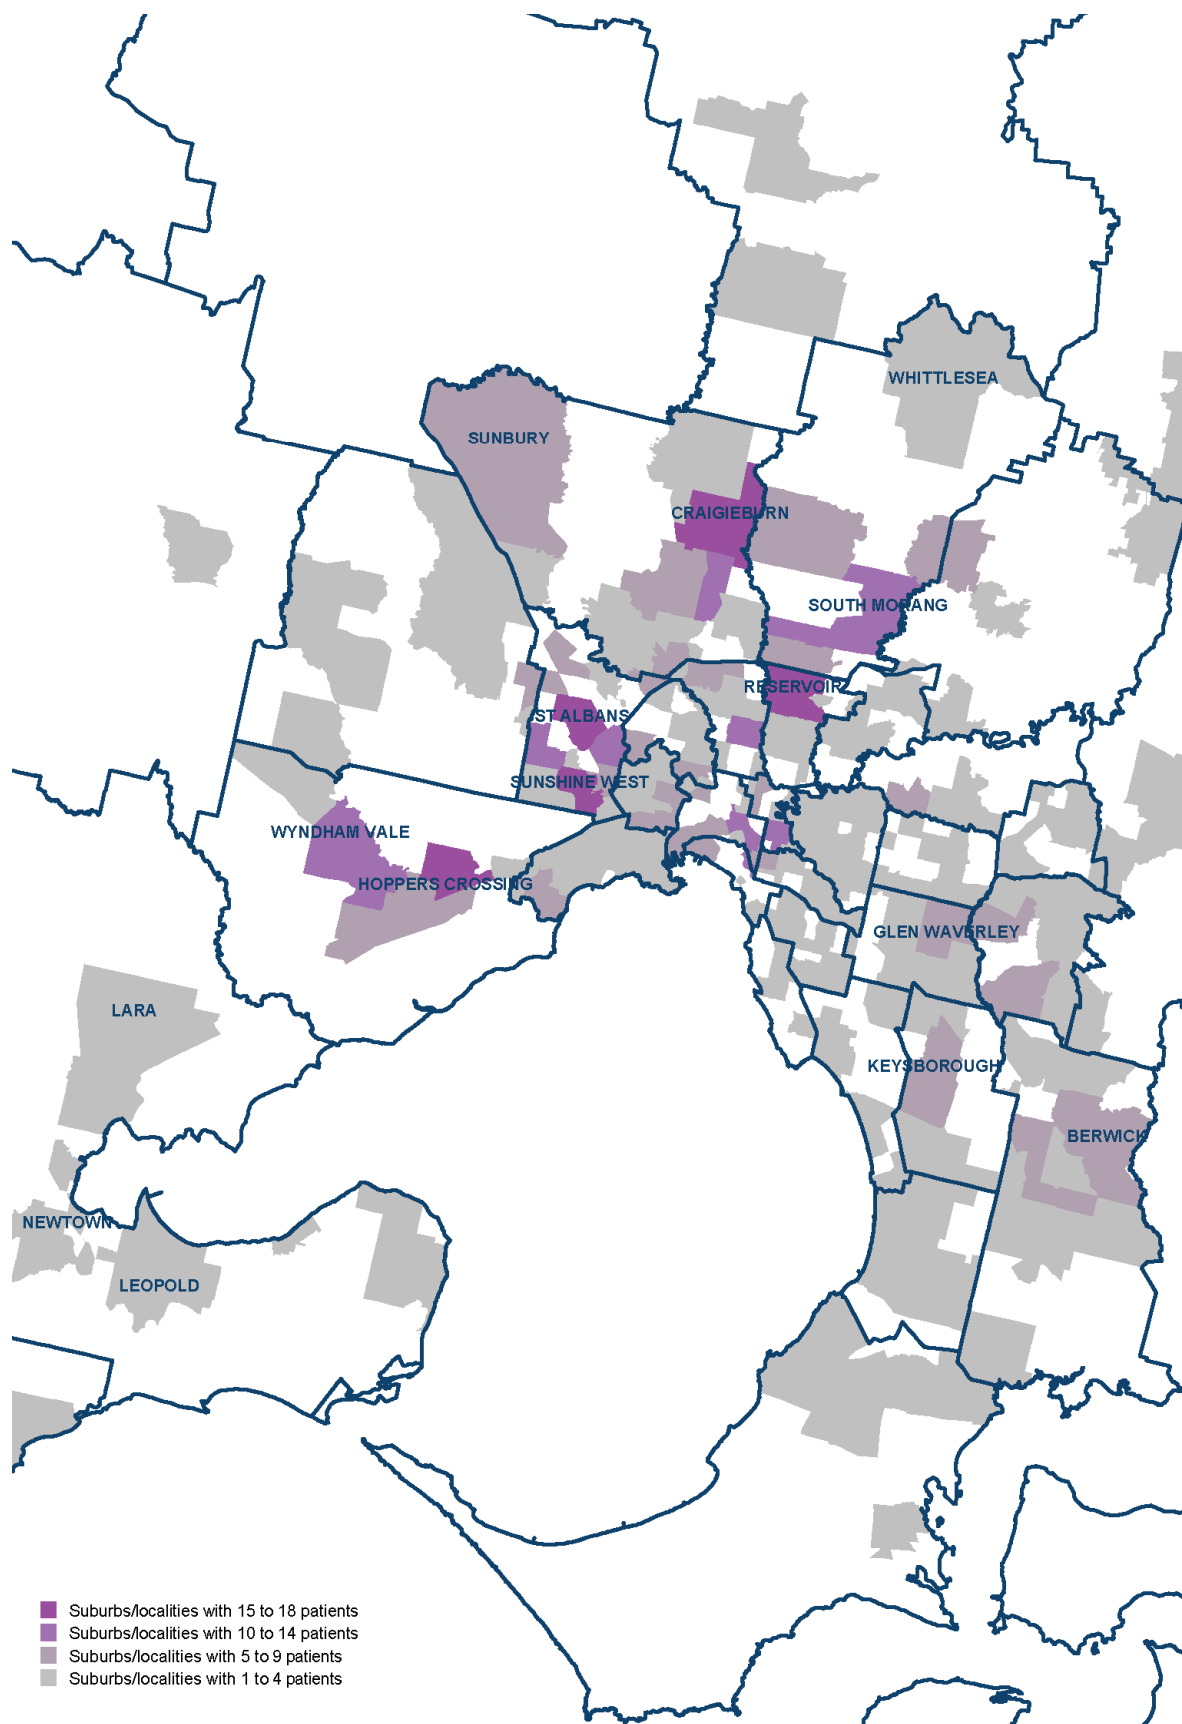 WHITTLESEA
SUNBURY
CRAIGIEBURN
SOUTH MORANG
RESERVOIR
ST ALBANS
SUNSHINE WEST
WYNDHAM VALE
HOPPERS CROSSING
GLEN WAVERLEY
LARA
KEYSBOROUGH
BERWICK
NEWTOWN
LEOPOLD
Suburbs/localities with 15 to 18 patients
Suburbs/localities with 10 to 14 patients
Suburbs/localities with 5 to 9 patients
Suburbs/localities with 1 to 4 patients